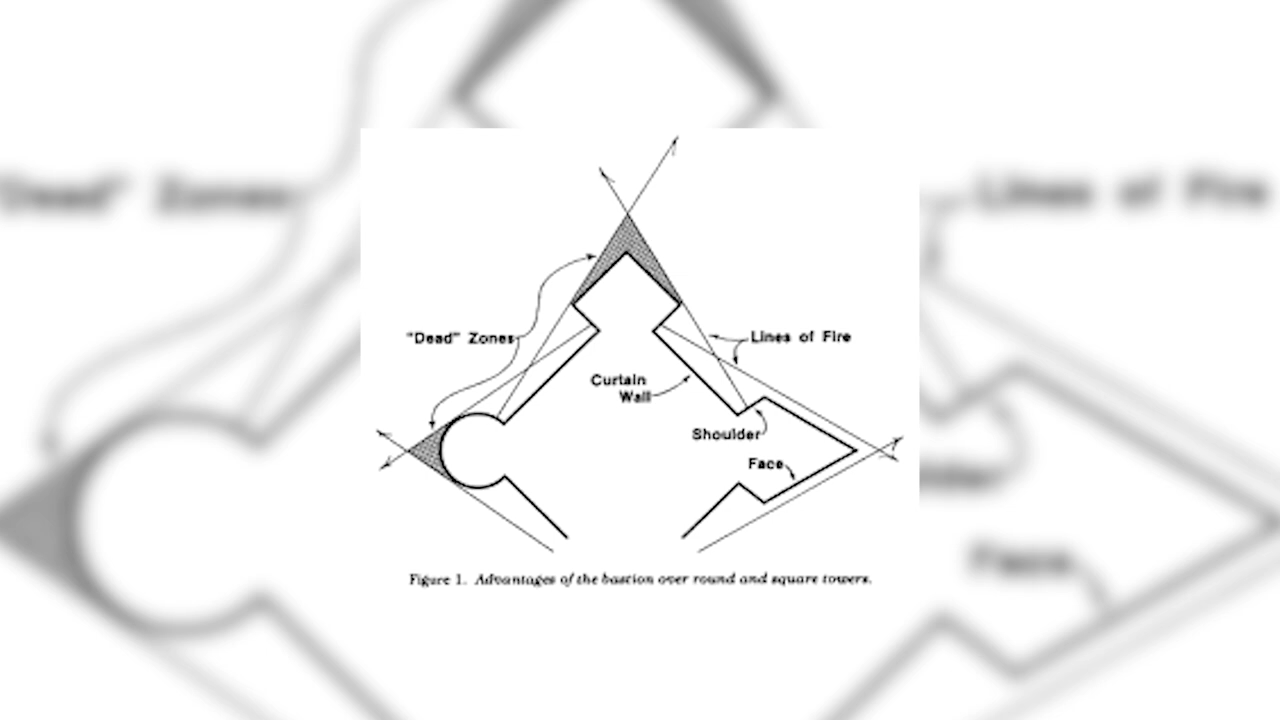 "Dead" Zones
Lines of Fire
Curtain
Wall
Shoulder
Face
Figure 1. Advantages of the bastion over round and square towers.